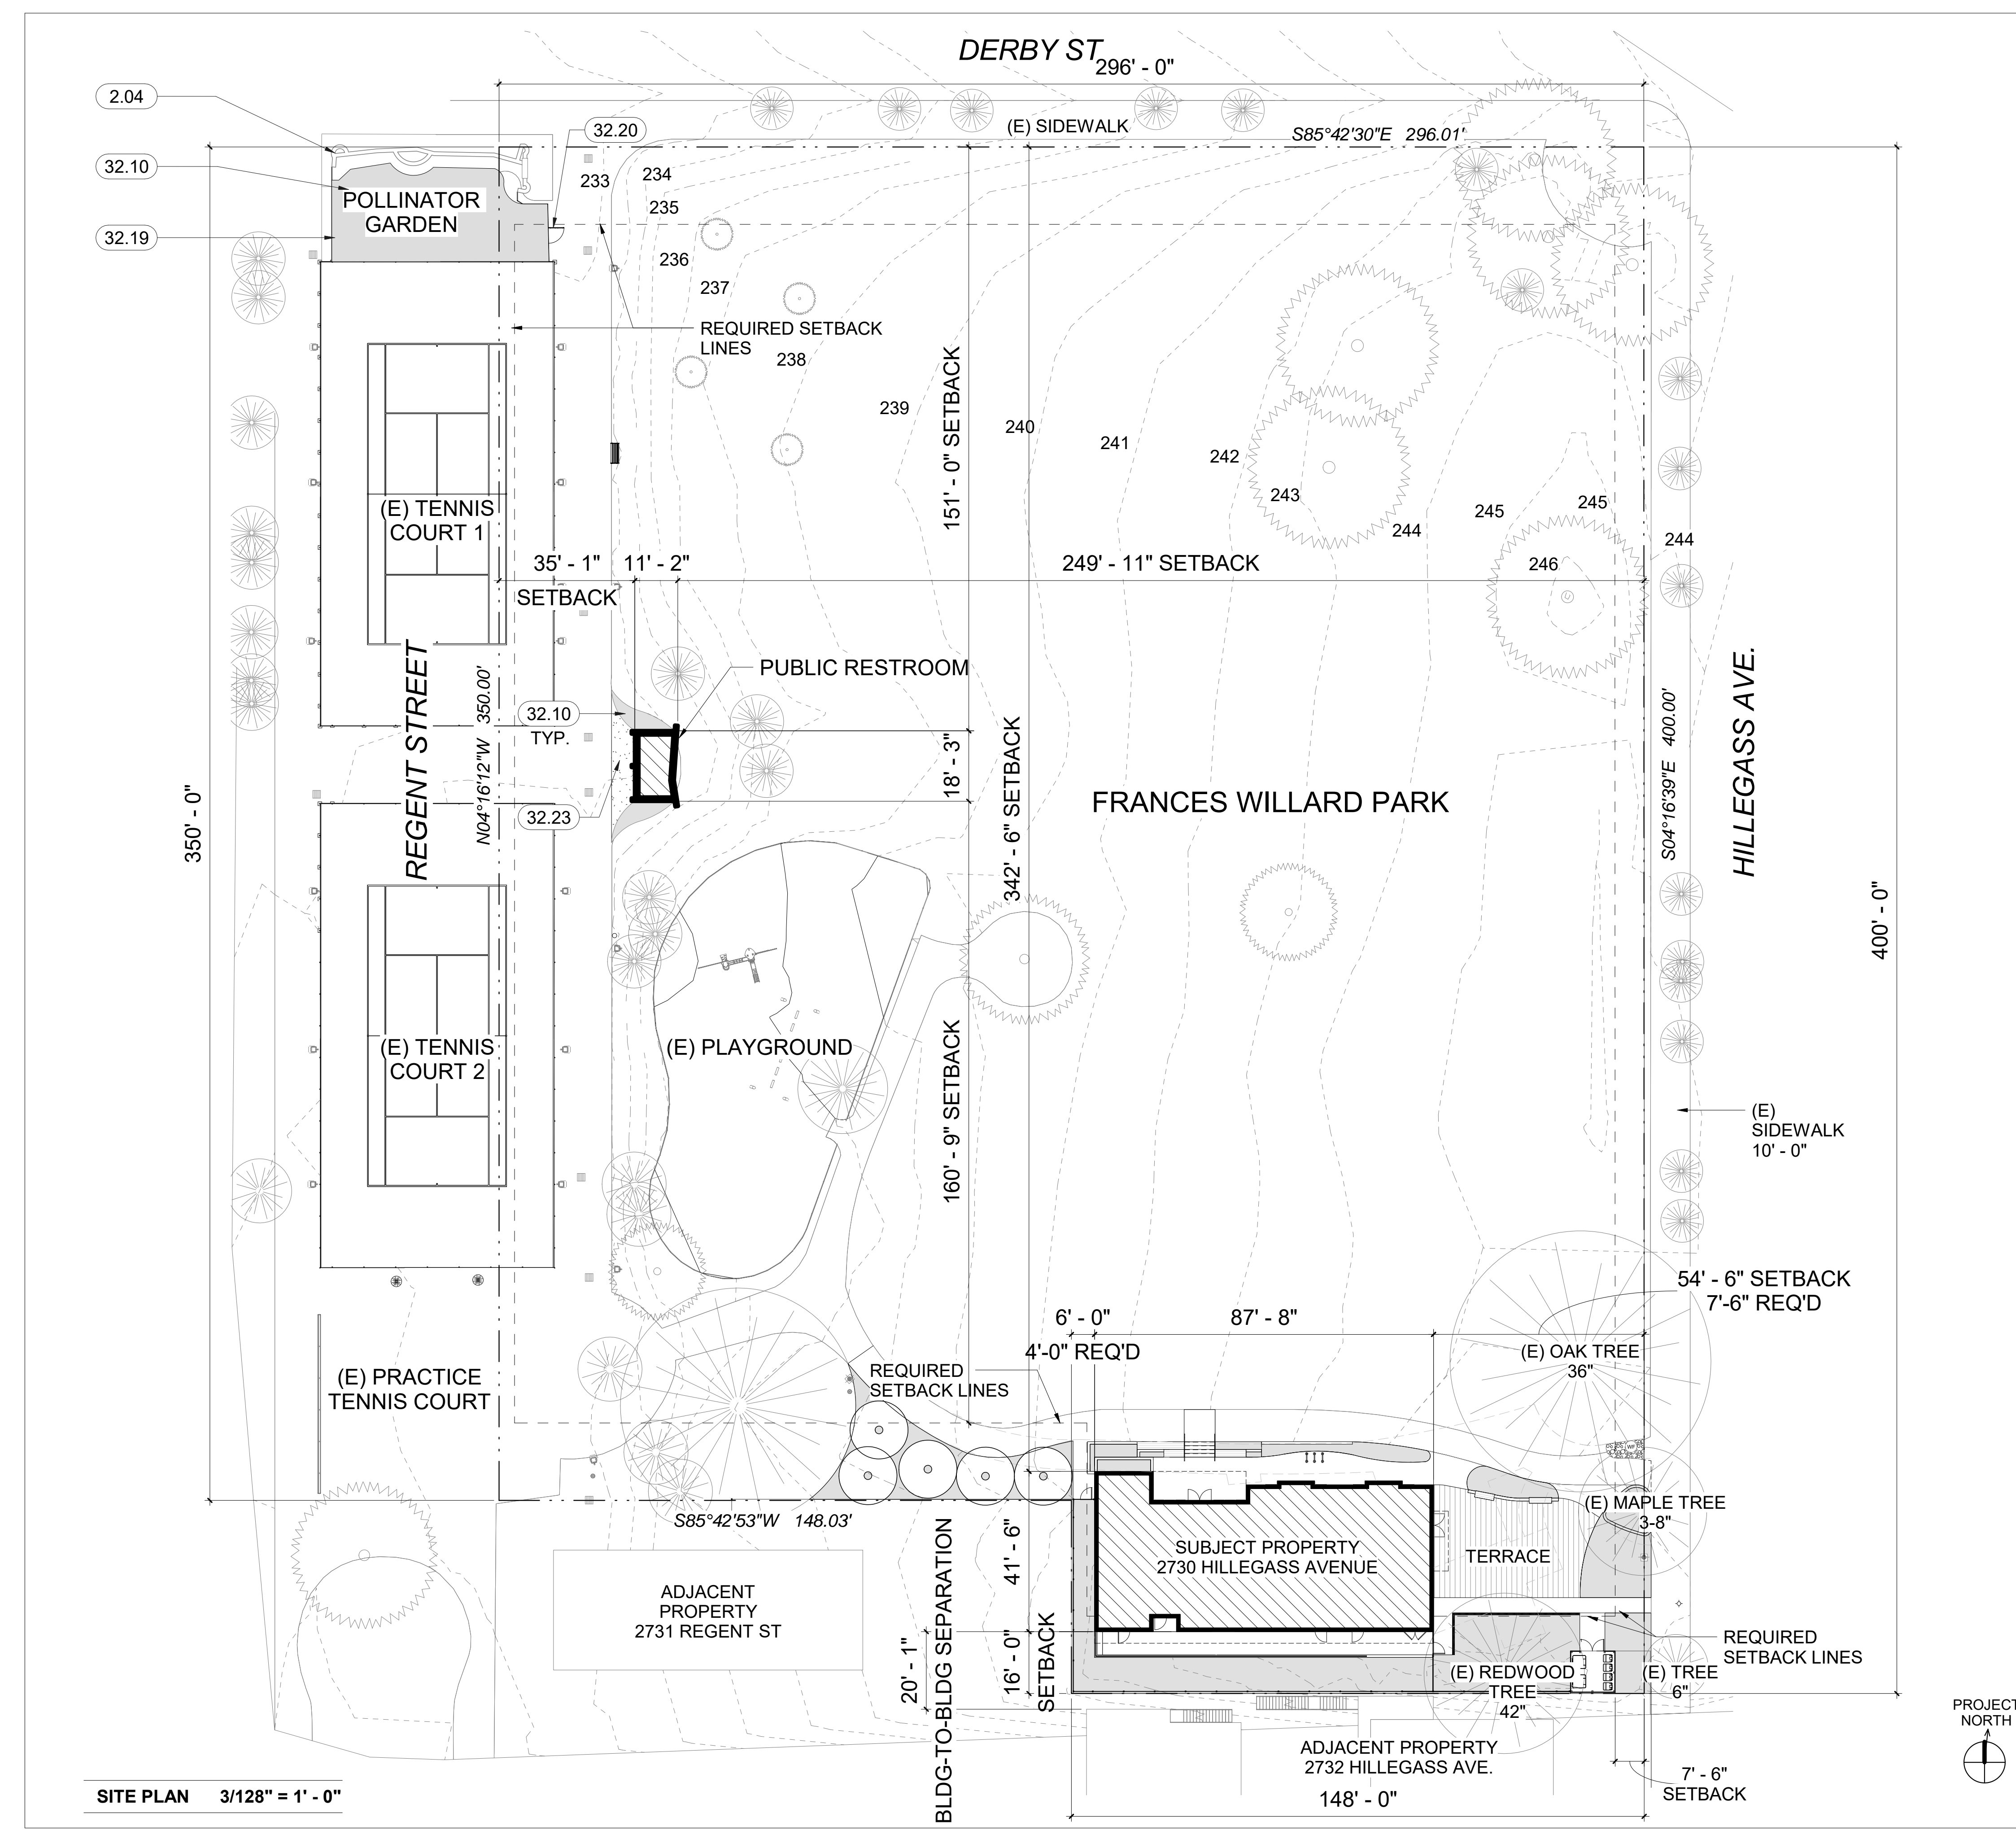 DERBY ST
296' - 0"
2.04
32.20
(E) SIDEWALK
S85°42'30"E 296.01'
32.10
POLLINATOR
GARDEN
32.19
233
234
235
236
237
238
239
240
241
242
243
244
245
245
244
246
REQUIRED SETBACK
LINES
151' - 0" SETBACK
(E) TENNIS
COURT 1
35' - 1"
SETBACK
11' - 2"
249' - 11" SETBACK
REGENT STREET
N04°16'12"W 350.00'
350' - 0"
PUBLIC RESTROOM
32.10
TYP.
32.23
18' - 3"
342' - 6" SETBACK
FRANCES WILLARD PARK
S04°16'39"E 400.00'
HILLEGASS AVE.
400' - 0"
(E) TENNIS
COURT 2
(E) PLAYGROUND
160' - 9" SETBACK
(E)
SIDEWALK
10' - 0"
54' - 6" SETBACK
7'-6" REQ'D
6' - 0"
4'-0" REQ'D
87' - 8"
(E) OAK TREE
36"
(E) PRACTICE
TENNIS COURT
REQUIRED
SETBACK LINES
WF
S85°42'53"W 148.03'
(E) MAPLE TREE
3-8"
SUBJECT PROPERTY
2730 HILLEGASS AVENUE
TERRACE
ADJACENT
PROPERTY
2731 REGENT ST
41' - 6"
16' - 0"
SETBACK
20' - 1"
BLDG-TO-BLDG SEPARATION
REQUIRED
SETBACK LINES
(E) REDWOOD
TREE
42"
(E) TREE
6"
ADJACENT PROPERTY
2732 HILLEGASS AVE.
7' - 6"
SETBACK
148' - 0"
PROJECT
NORTH
SITE PLAN 3/128" = 1' - 0"